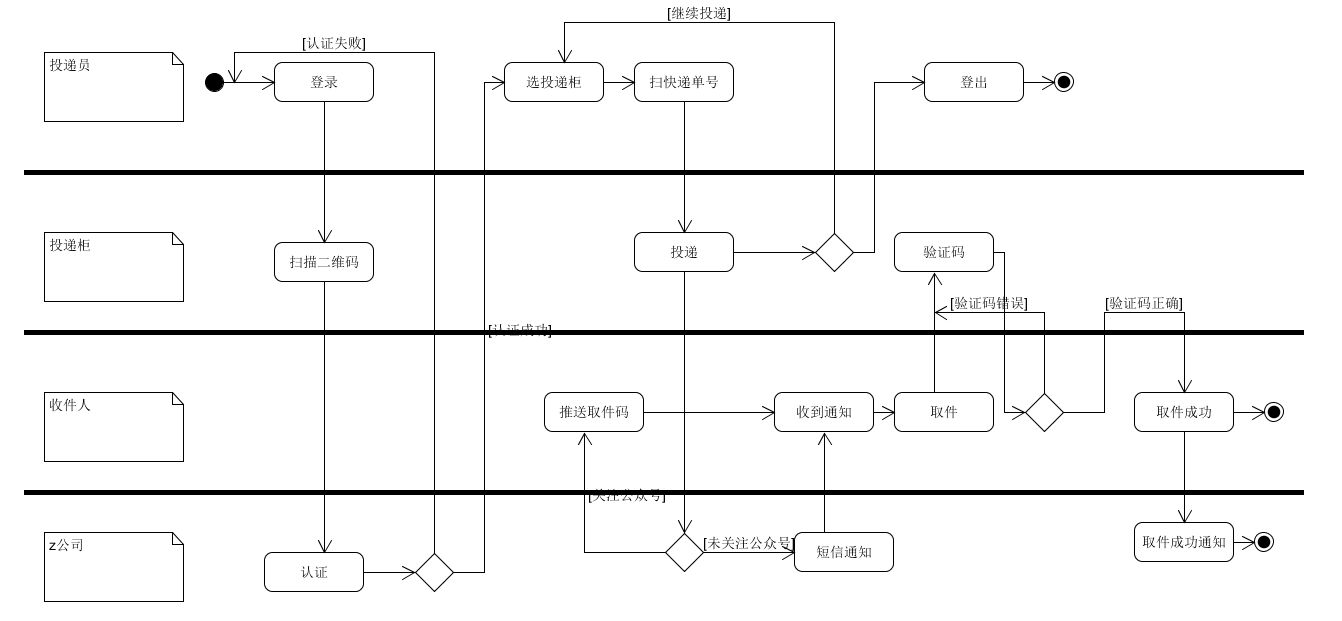 [继续投递]
[认证失败]
投递员
登录
选投递柜
扫快递单号
登出
投递柜
扫描二维码
投递
验证码
[验证码错误]
[验证码正确]
[认证成功]
收件人
推送取件码
收到通知
取件
取件成功
[关注公众号]
z公司
认证
[未关注公众号]
短信通知
取件成功通知